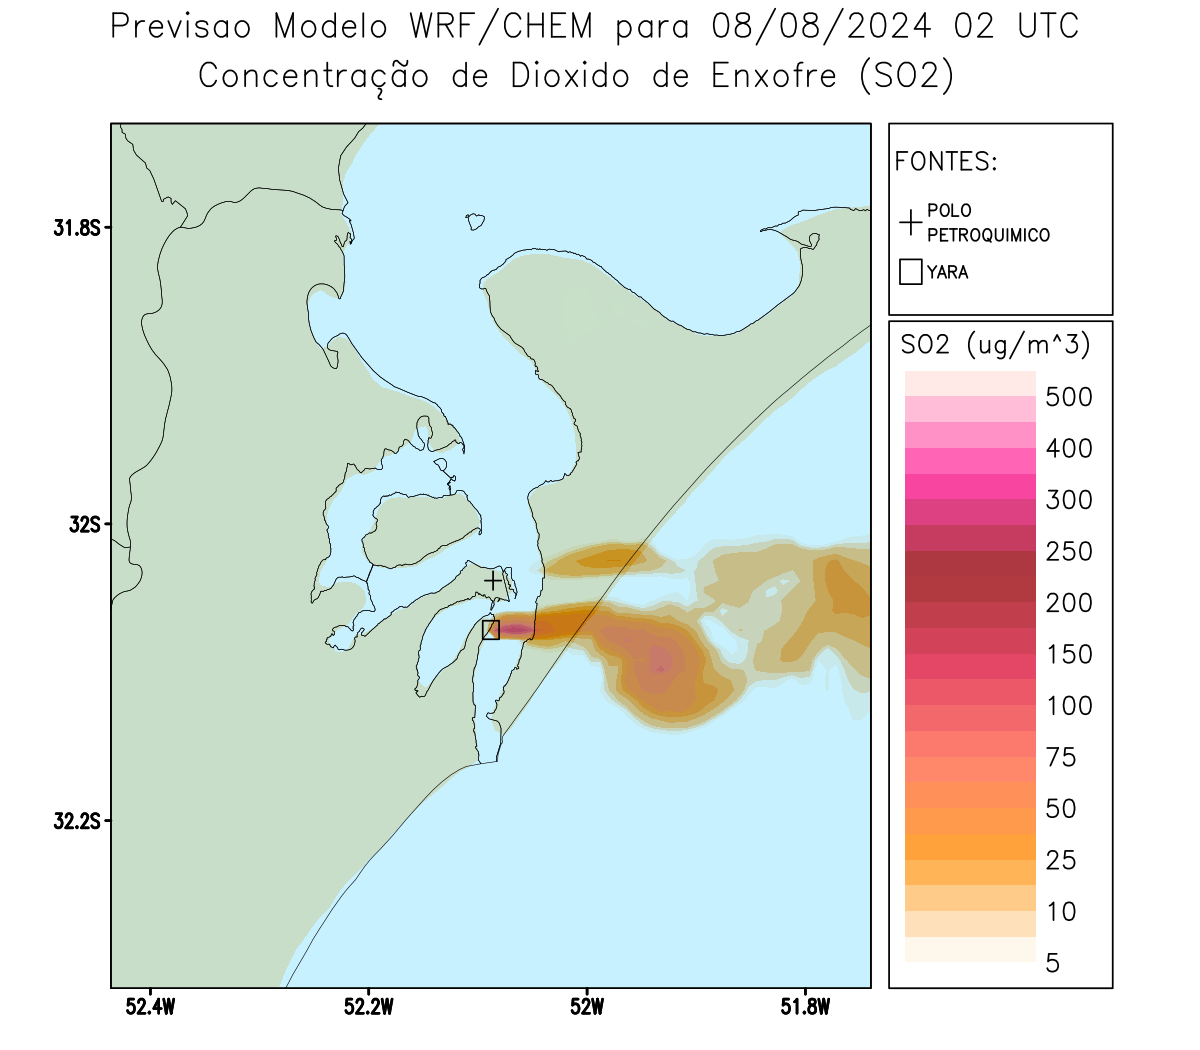 Previsao Modelo WRF/CHEM para 08/08/2024 02 UTC
Concentração de Dioxido de Enxofre (SO2)
FONTES:
POLO
PETROQUIMICO
YARA
31.8S
32S
32.2S
52.4W
52.2W
52W
51.8W
SO2 (ug/m^3)
500
400
300
250
200
150
100
75
50
25
10
5